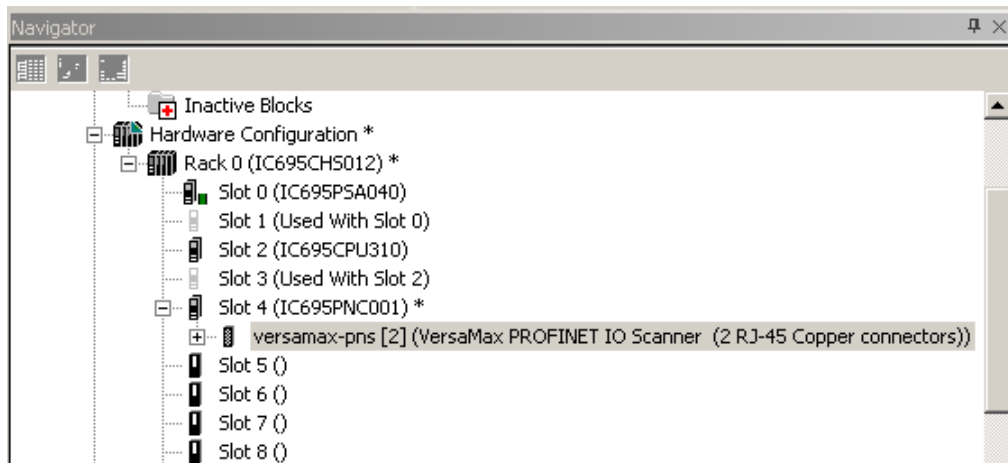 Navigator
Inactive Blocks
Hardware Configuration *
Rack 0 (IC695CHS012) *
Slot 0 (IC695PSA040)
Slot 1 (Used With Slot 0)
Slot 2 (IC695CPU310)
Slot 3 (Used With Slot 2)
Slot 4 (IC695PNC001) *
versamax-pns [2] (VersaMax PROFINET IO Scanner (2 RJ-45 Copper connectors))
Slot 5 ()
Slot 6 ()
Slot 7 ()
Slot 8 ()